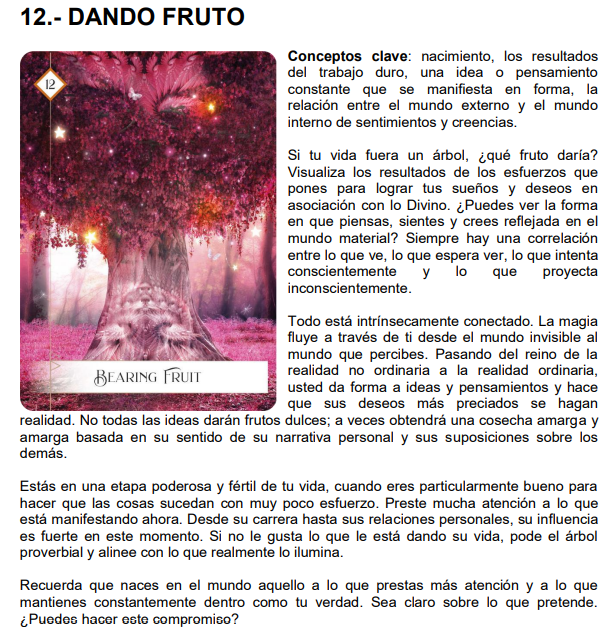 12.- DANDO FRUTO
12
BEARING FRUIT
Conceptos clave: nacimiento, los resultados
del trabajo duro, una idea o pensamiento
constante que se manifiesta en forma, la
relación entre el mundo externo y el mundo
interno de sentimientos y creencias.
Si tu vida fuera un árbol, ¿qué fruto daría?
Visualiza los resultados de los esfuerzos que
pones para lograr tus sueños y deseos en
asociación con lo Divino. ¿Puedes ver la forma
en que piensas, sientes y crees reflejada en el
mundo material? Siempre hay una correlación
entre lo que ve, lo que espera ver, lo que intenta
conscientemente y lo que proyecta
inconscientemente.
Todo está intrínsecamente conectado. La magia
fluye a través de ti desde el mundo invisible al
mundo que percibes. Pasando del reino de la
realidad no ordinaria a la realidad ordinaria,
usted da forma a ideas y pensamientos y hace
que sus deseos más preciados se hagan
realidad. No todas las ideas darán frutos dulces; a veces obtendrá una cosecha amarga y
amarga basada en su sentido de su narrativa personal y sus suposiciones sobre los
demás.
Estás en una etapa poderosa y fértil de tu vida, cuando eres particularmente bueno para
hacer que las cosas sucedan con muy poco esfuerzo. Preste mucha atención a lo que
está manifestando ahora. Desde su carrera hasta sus relaciones personales, su influencia
es fuerte en este momento. Si no le gusta lo que le está dando su vida, pode el árbol
proverbial y alinee con lo que realmente lo ilumina.
Recuerda que naces en el mundo aquello a lo que prestas más atención y a lo que
mantienes constantemente dentro como tu verdad. Sea claro sobre lo que pretende.
¿Puedes hacer este compromiso?